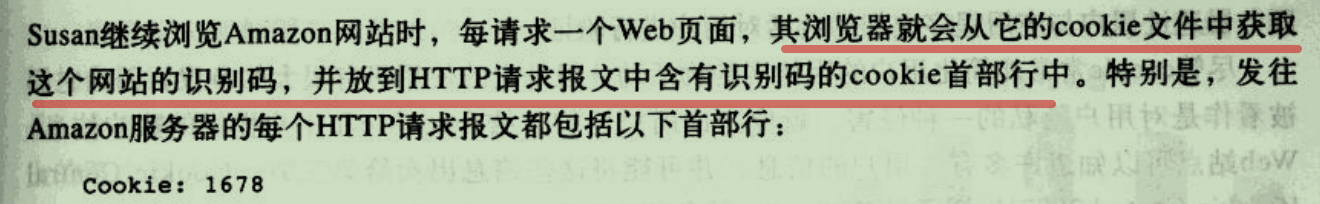 Susan继续浏览Amazon网站时，每请求一个Web页面，其浏览器就会从它的cookie文件中获取
这个网站的识别码，并放到HTTP请求报文中含有识别码的cookie首部行中。特别是，发往
Amazon服务器的每个HTTP请求报文都包括以下首部行：
Cookie: 1678